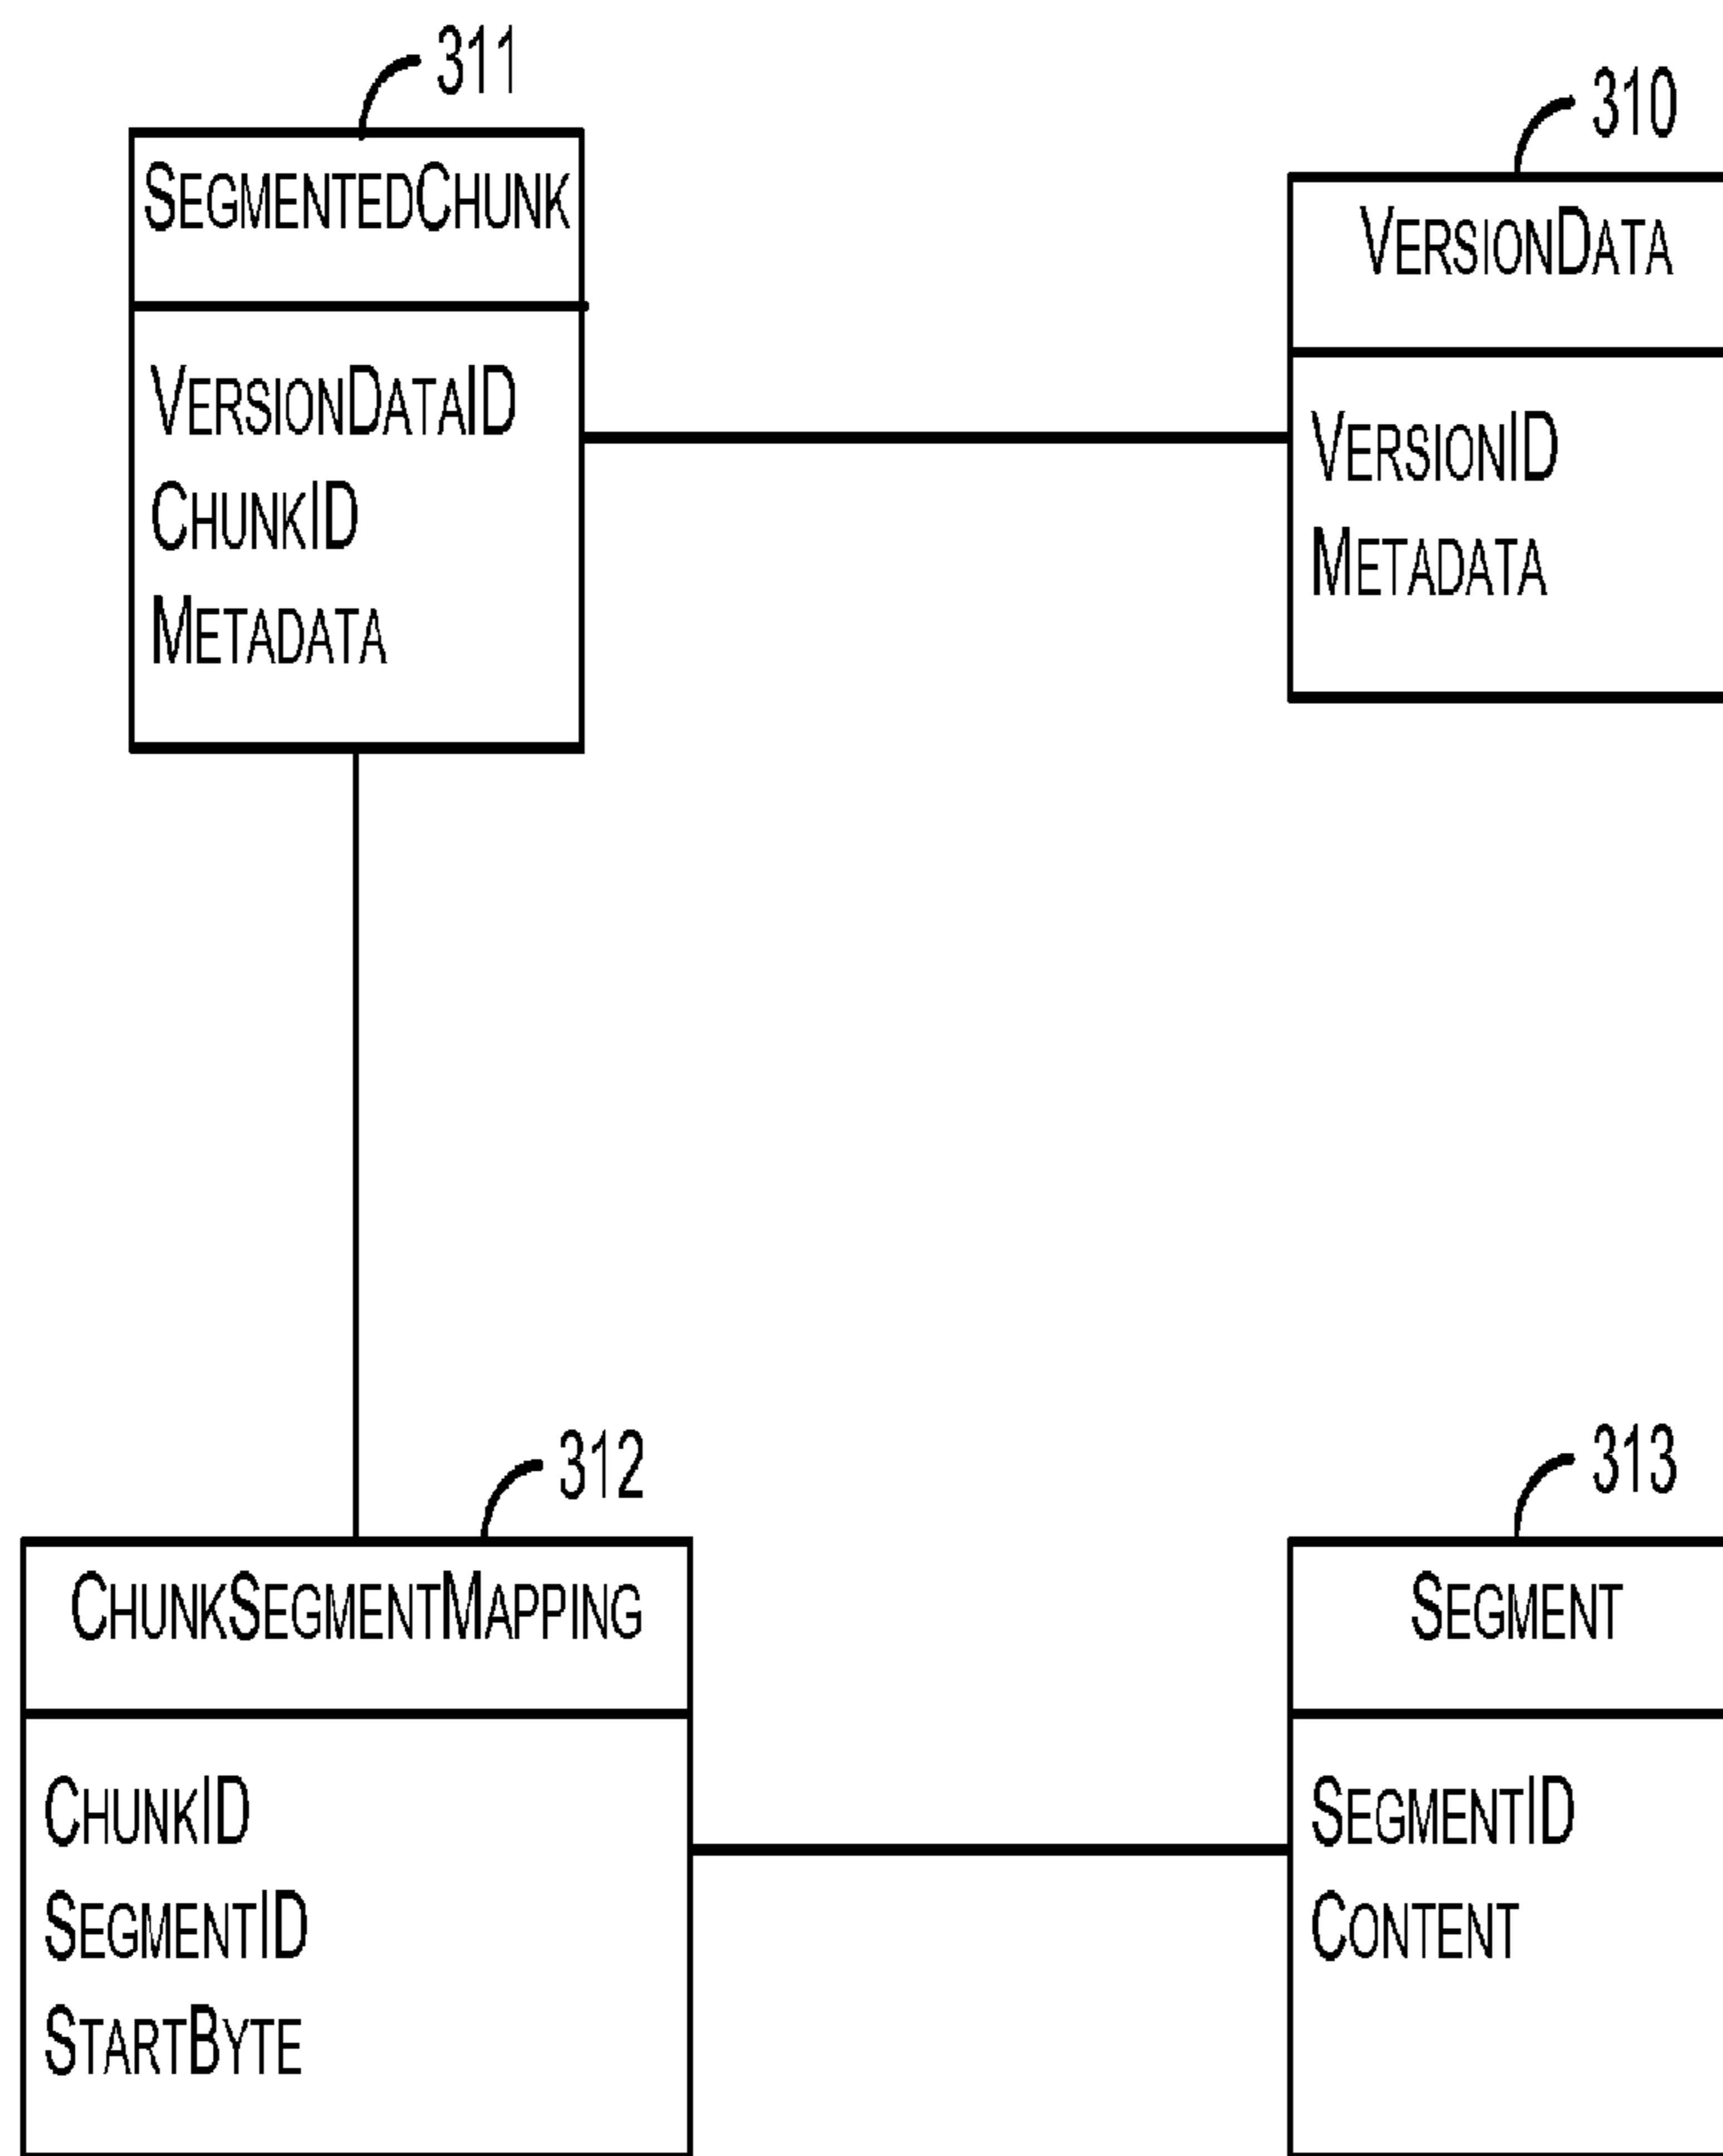 311
SegmentedChunk
VersionDataID
ChunkID
Metadata
310
VersionData
VersionID
Metadata
312
ChunkSegmentMapping
ChunkID
SegmentID
StartByte
313
Segment
SegmentID
Content